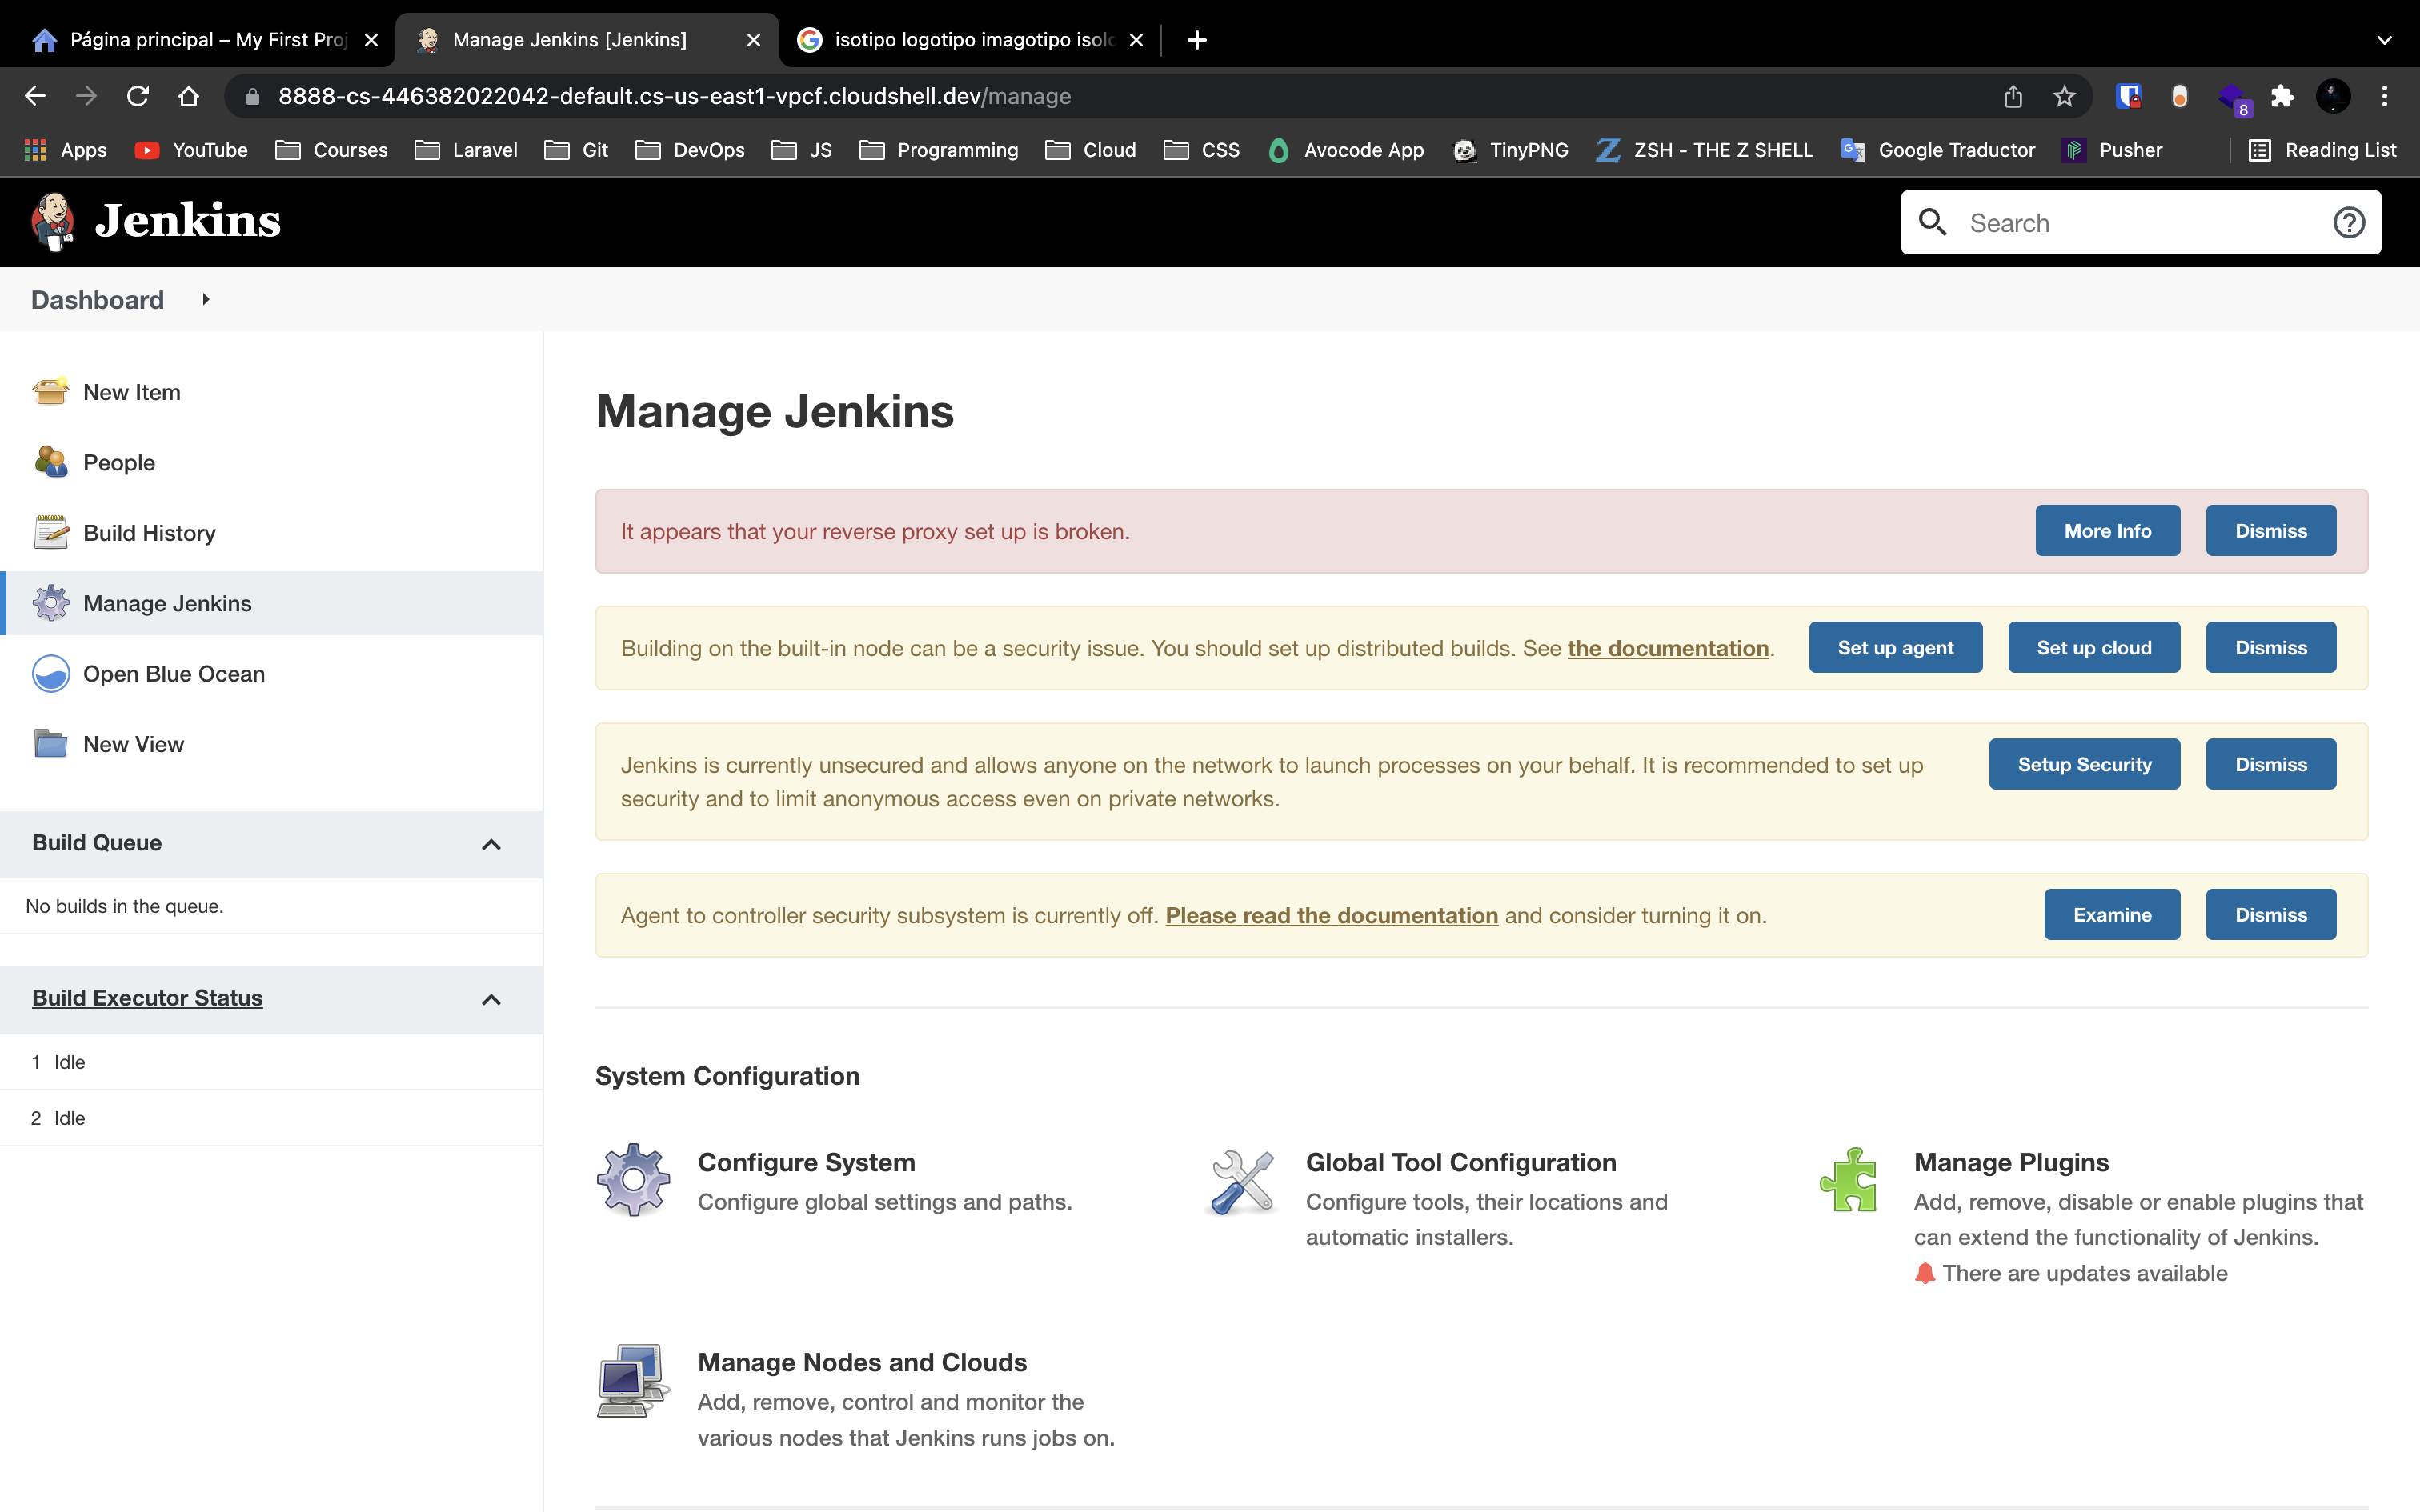 Página principal – My First Proj
Manage Jenkins [Jenkins]
isotipo logotipo imagotipo isolo
8888-cs-446382022042-default.cs-us-east1-vpcf.cloudshell.dev/manage
8
Apps
YouTube
Courses
Laravel
Git
DevOps
JS
Programming
Cloud
CSS
Avocode App
TinyPNG
ZSH - THE Z SHELL
Google Traductor
Pusher
Reading List
Jenkins
Search
Dashboard
New Item
People
Build History
Manage Jenkins
Open Blue Ocean
New View
Build Queue
No builds in the queue.
Build Executor Status
1 Idle
2 Idle
Manage Jenkins
It appears that your reverse proxy set up is broken.
More Info
Dismiss
Building on the built-in node can be a security issue. You should set up distributed builds. See the documentation.
Set up agent
Set up cloud
Dismiss
Jenkins is currently unsecured and allows anyone on the network to launch processes on your behalf. It is recommended to set up
security and to limit anonymous access even on private networks.
Setup Security
Dismiss
Agent to controller security subsystem is currently off. Please read the documentation and consider turning it on.
Examine
Dismiss
System Configuration
Configure System
Configure global settings and paths.
Global Tool Configuration
Configure tools, their locations and
automatic installers.
Manage Plugins
Add, remove, disable or enable plugins that
can extend the functionality of Jenkins.
There are updates available
Manage Nodes and Clouds
Add, remove, control and monitor the
various nodes that Jenkins runs jobs on.